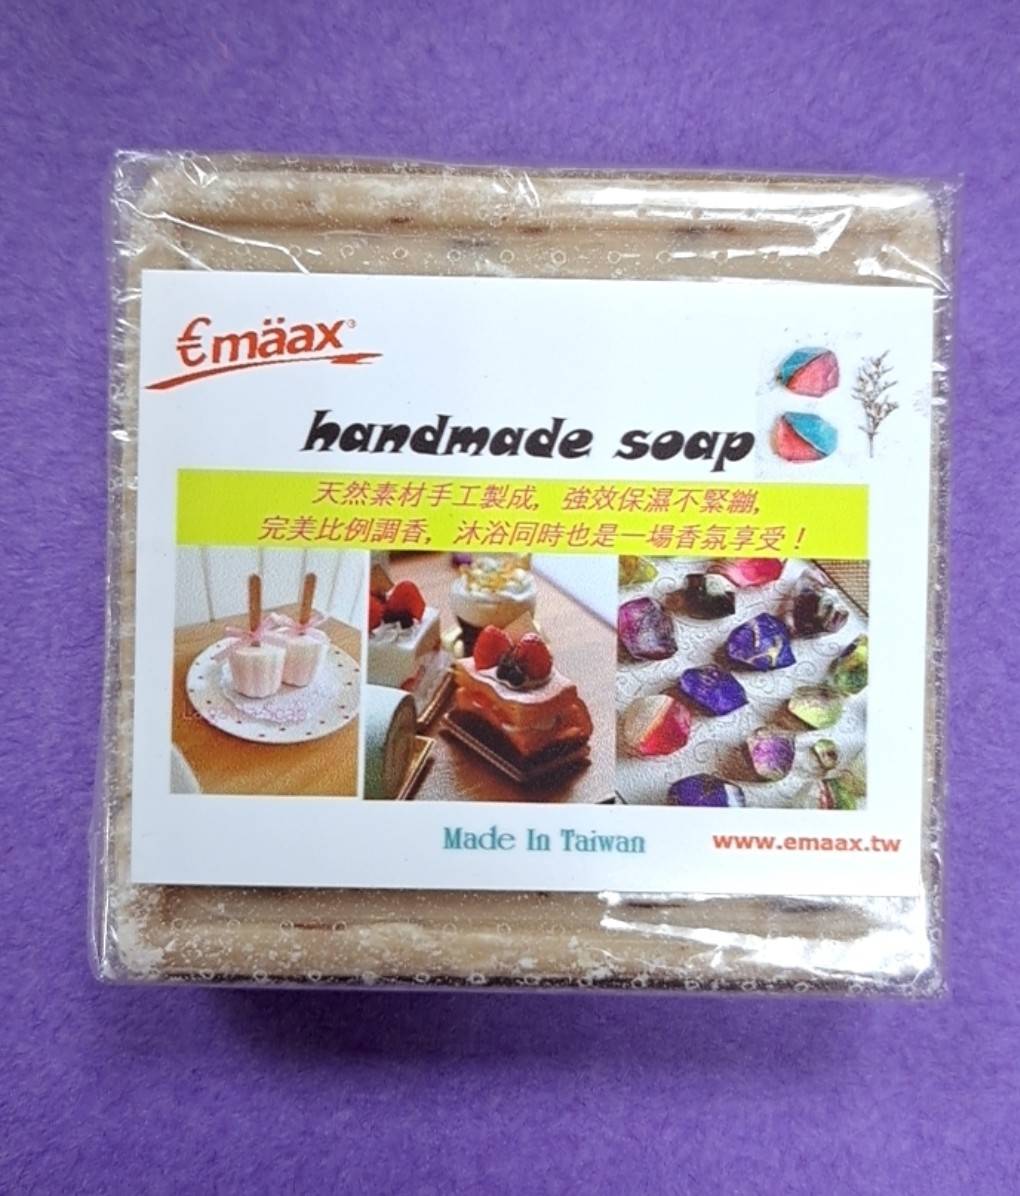 €mäax
handmade soap
天然素材手工製成, 強效保濕不緊繃,
完美比例調香, 沐浴同時也是一場香氛享受！
Made In Taiwan
www.emaax.tw